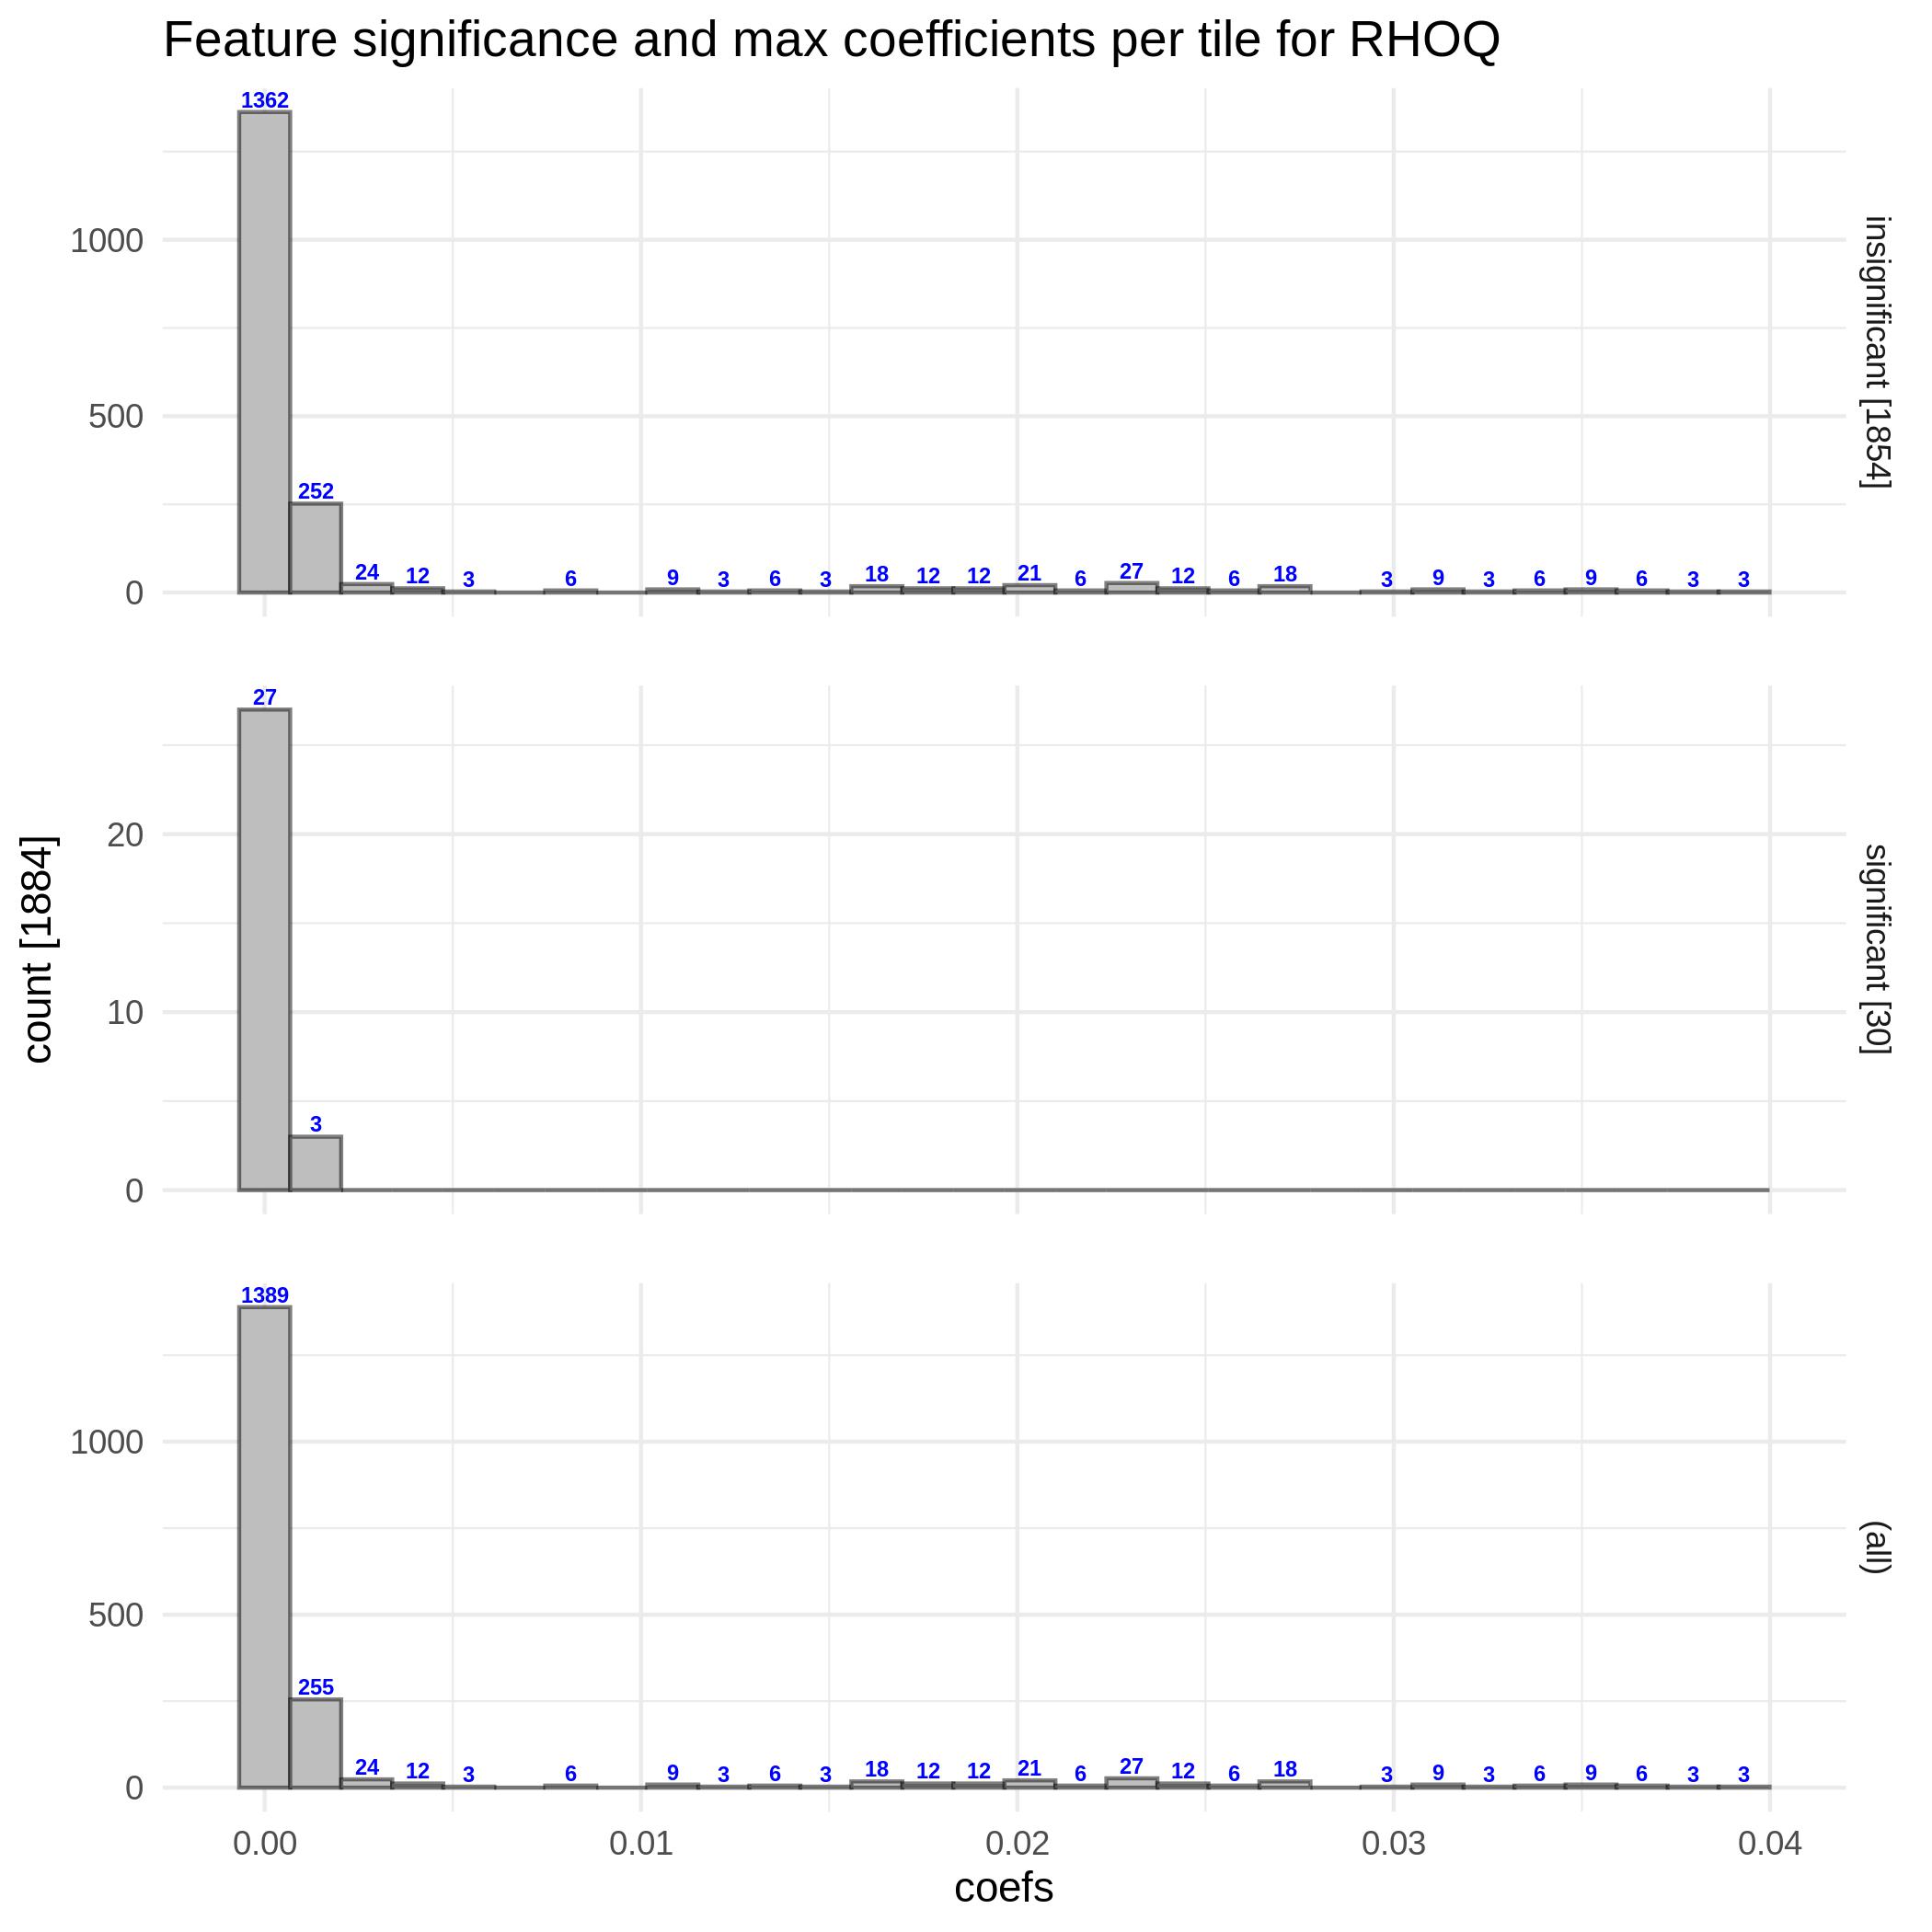 Feature significance and max coefficients per tile for RHOQ
1362
252
24 12 3 6 9 3 6 3 18 12 12 21 6 27 12 6 18 3 9 3 6 9 6 3 3
1000
500
0
insignificant [1854]
27
3
20
10
0
significant [30]
count [1884]
1389
255
24 12 3 6 9 3 6 3 18 12 12 21 6 27 12 6 18 3 9 3 6 9 6 3 3
1000
500
0
(all)
0.00 0.01 0.02 0.03 0.04
coefs